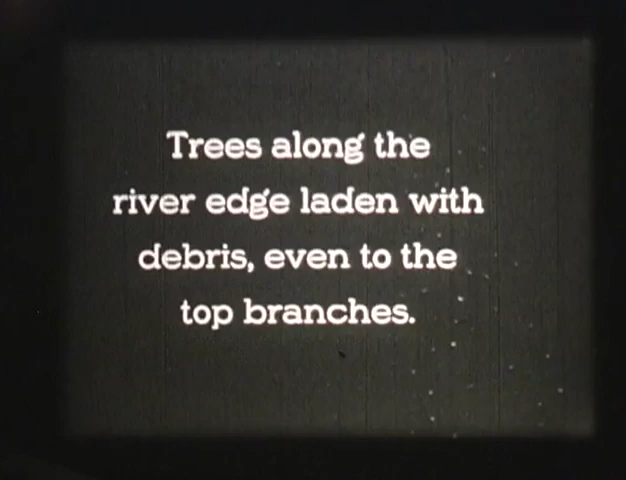 Trees along the
river edge laden with
debris, even to the
top branches.